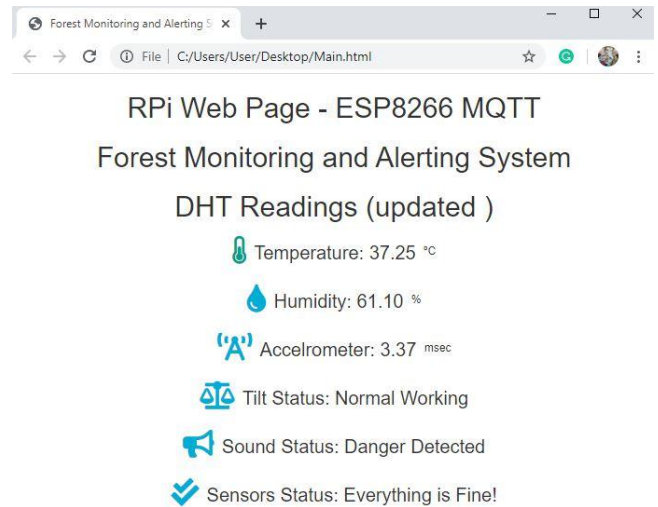 Forest Monitoring and Alerting S
File | C:/Users/User/Desktop/Main.html
RPi Web Page - ESP8266 MQTT
Forest Monitoring and Alerting System
DHT Readings (updated )
Temperature: 37.25 °C
Humidity: 61.10 %
Accelrometer: 3.37 msec
Tilt Status: Normal Working
Sound Status: Danger Detected
Sensors Status: Everything is Fine!